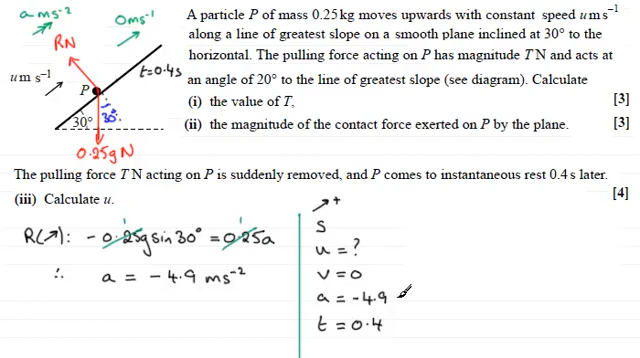 a ms⁻²
0ms⁻¹
RN
t=0.4s
u m s⁻¹
P
30°
30°
0.25g N
A particle P of mass 0.25 kg moves upwards with constant speed u m s⁻¹
along a line of greatest slope on a smooth plane inclined at 30° to the
horizontal. The pulling force acting on P has magnitude T N and acts at
an angle of 20° to the line of greatest slope (see diagram). Calculate
(i) the value of T, [3]
(ii) the magnitude of the contact force exerted on P by the plane. [3]
The pulling force T N acting on P is suddenly removed, and P comes to instantaneous rest 0.4 s later.
(iii) Calculate u. [4]
R(↗): -0.25g sin 30° = 0.25a
1 1
∴ a = -4.9 ms⁻²
↗+
S
u = ?
v = 0
a = -4.9
t = 0.4